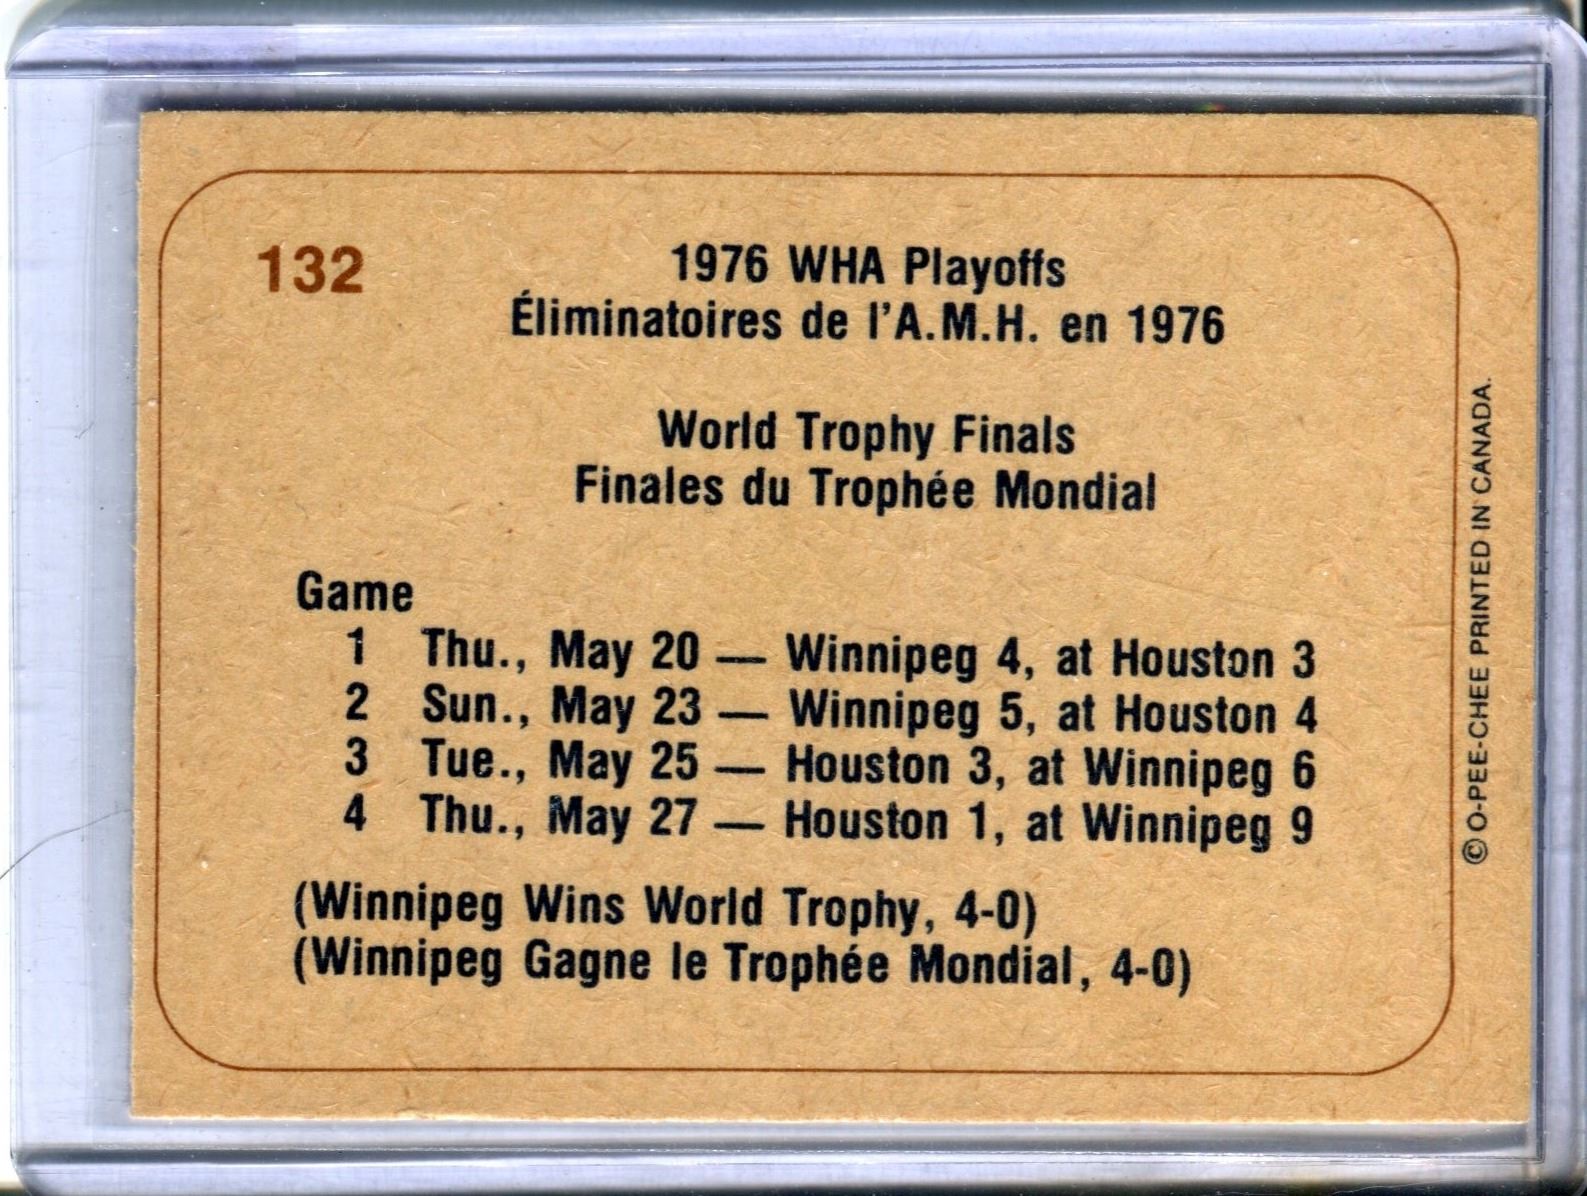 132
1976 WHA Playoffs
Éliminatoires de l'A.M.H. en 1976
World Trophy Finals
Finales du Trophée Mondial
Game
1 Thu., May 20 — Winnipeg 4, at Houston 3
2 Sun., May 23 — Winnipeg 5, at Houston 4
3 Tue., May 25 — Houston 3, at Winnipeg 6
4 Thu., May 27 — Houston 1, at Winnipeg 9
(Winnipeg Wins World Trophy, 4-0)
(Winnipeg Gagne le Trophée Mondial, 4-0)
© O-PEE-CHEE PRINTED IN CANADA.